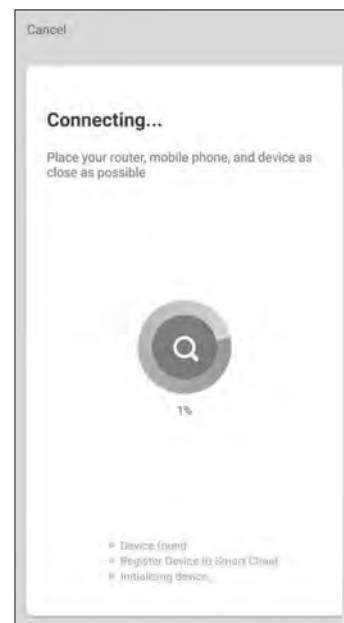 Cancel
Connecting...
Place your router, mobile phone, and device as
close as possible
1%
Device found
Register Device to Smart Cloud
Initializing device...